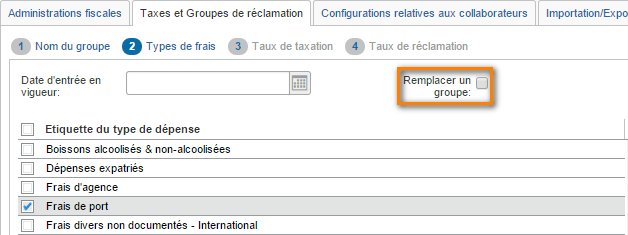 Administrations fiscales Taxes et Groupes de réclamation Configurations relatives aux collaborateurs Importation/Expo
1 Nom du groupe 2 Types de frais 3 Taux de taxation 4 Taux de réclamation
Date d'entrée en vigueur: Remplacer un groupe:
Etiquette du type de dépense
Boissons alcoolisés & non-alcoolisées
Dépenses expatriés
Frais d'agence
Frais de port
Frais divers non documentés - International